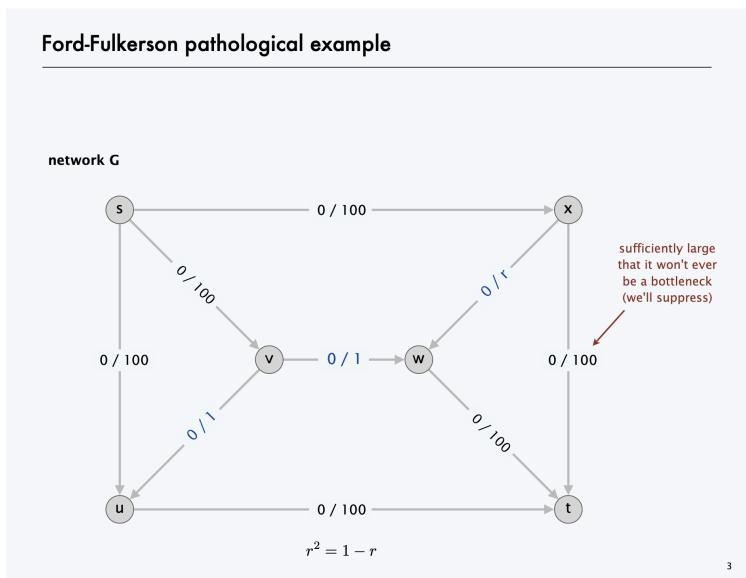 Ford-Fulkerson pathological example
network G
s
0 / 100
x
sufficiently large
that it won't ever
be a bottleneck
(we'll suppress)
0 / 100
0 / r
0 / 100
v
0 / 1
w
0 / 100
0 / 1
0 / 100
u
0 / 100
t
r² = 1 − r
3